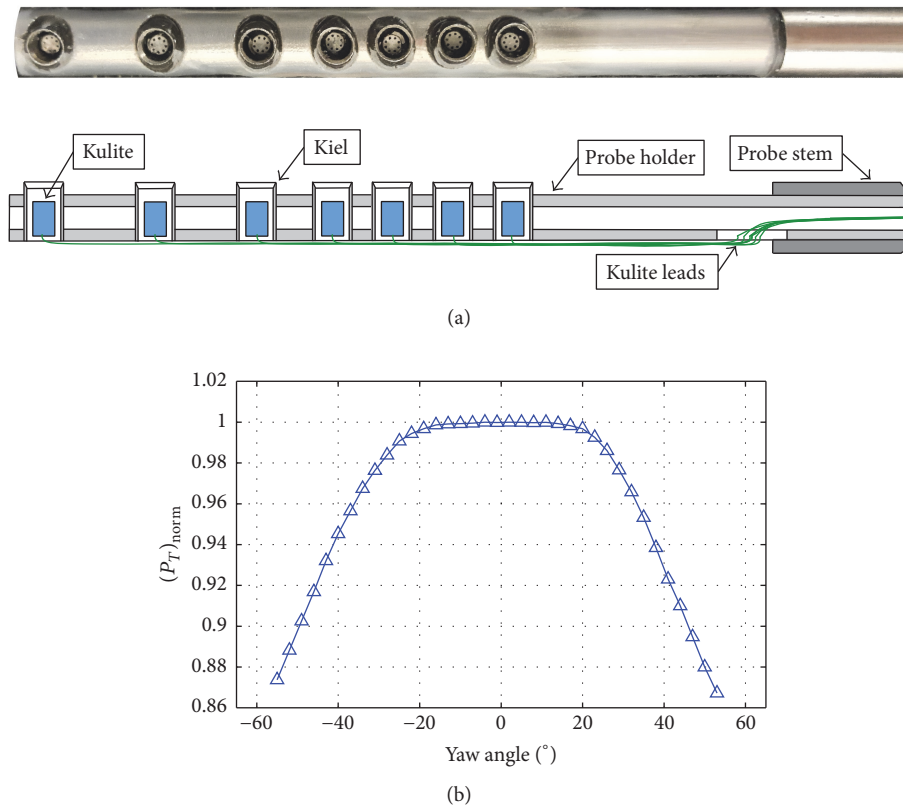 Kulite
Kiel
Probe holder
Probe stem
Kulite leads
(a)
1.02
1
0.98
0.96
0.94
0.92
0.9
0.88
0.86
(P_T)_norm
−60
−40
−20
0
20
40
60
Yaw angle (°)
(b)